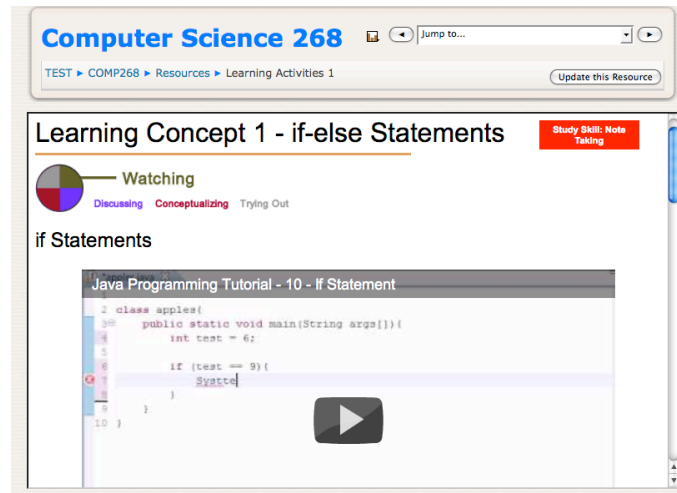 Computer Science 268
Jump to...
TEST ► COMP268 ► Resources ► Learning Activities 1
Update this Resource
Learning Concept 1 - if-else Statements
Study Skill: Note
Taking
Watching
Discussing Conceptualizing Trying Out
if Statements
Java Programming Tutorial - 10 - If Statement
2 class apples{
3 public static void main(String args[]){
4 int test = 6;
5
6 if (test == 9){
7 Systte
8 }
9 }
10 }